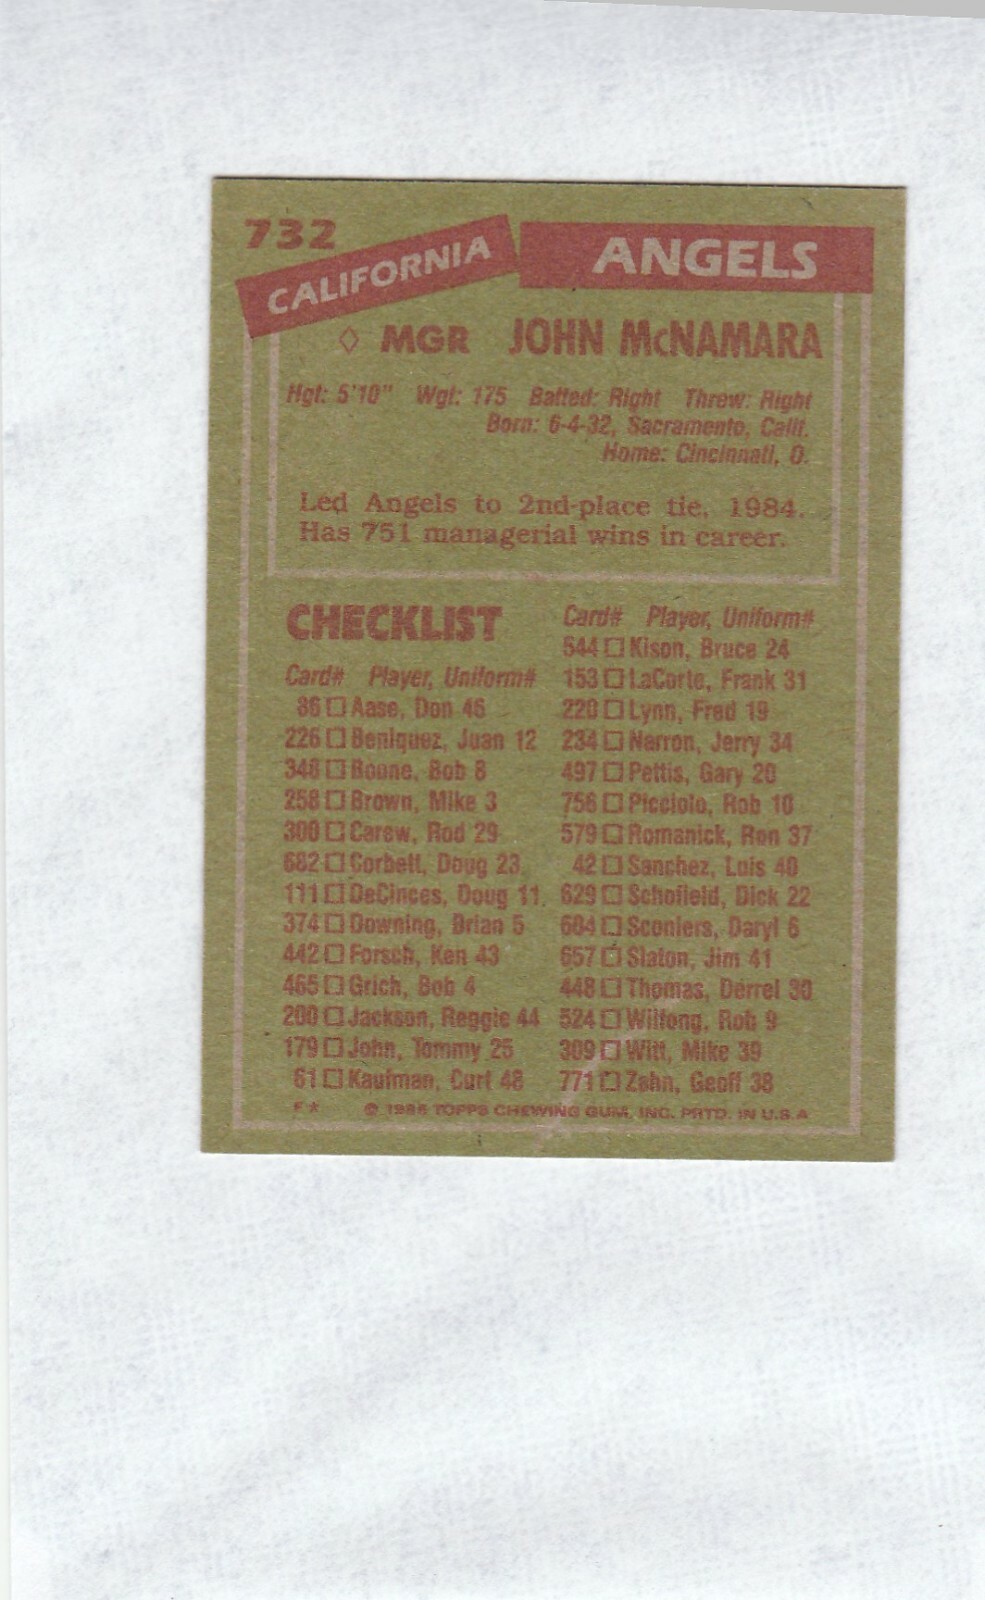 732
CALIFORNIA ANGELS
◇ MGR JOHN McNAMARA
Hgt: 5'10" Wgt: 175 Batted: Right Threw: Right
Born: 6-4-32, Sacramento, Calif.
Home: Cincinnati, O.
Led Angels to 2nd-place tie, 1984.
Has 751 managerial wins in career.
CHECKLIST
Card# Player, Uniform#
86 □ Aase, Don 46
226 □ Beniquez, Juan 12
348 □ Boone, Bob 8
258 □ Brown, Mike 3
300 □ Carew, Rod 29
682 □ Corbett, Doug 23
111 □ DeCinces, Doug 11
374 □ Downing, Brian 5
442 □ Forsch, Ken 43
465 □ Grich, Bob 4
200 □ Jackson, Reggie 44
179 □ John, Tommy 25
61 □ Kaufman, Curt 48
Card# Player, Uniform#
544 □ Kison, Bruce 24
153 □ LaCorte, Frank 31
220 □ Lynn, Fred 19
234 □ Narron, Jerry 34
497 □ Pettis, Gary 20
756 □ Picciolo, Rob 10
579 □ Romanick, Ron 37
42 □ Sanchez, Luis 40
629 □ Schofield, Dick 22
604 □ Sconiers, Daryl 6
657 □ Slaton, Jim 41
448 □ Thomas, Derrel 30
524 □ Wilfong, Rob 9
309 □ Witt, Mike 39
771 □ Zahn, Geoff 38
F★ © 1985 TOPPS CHEWING GUM, INC. PRTD. IN U.S.A